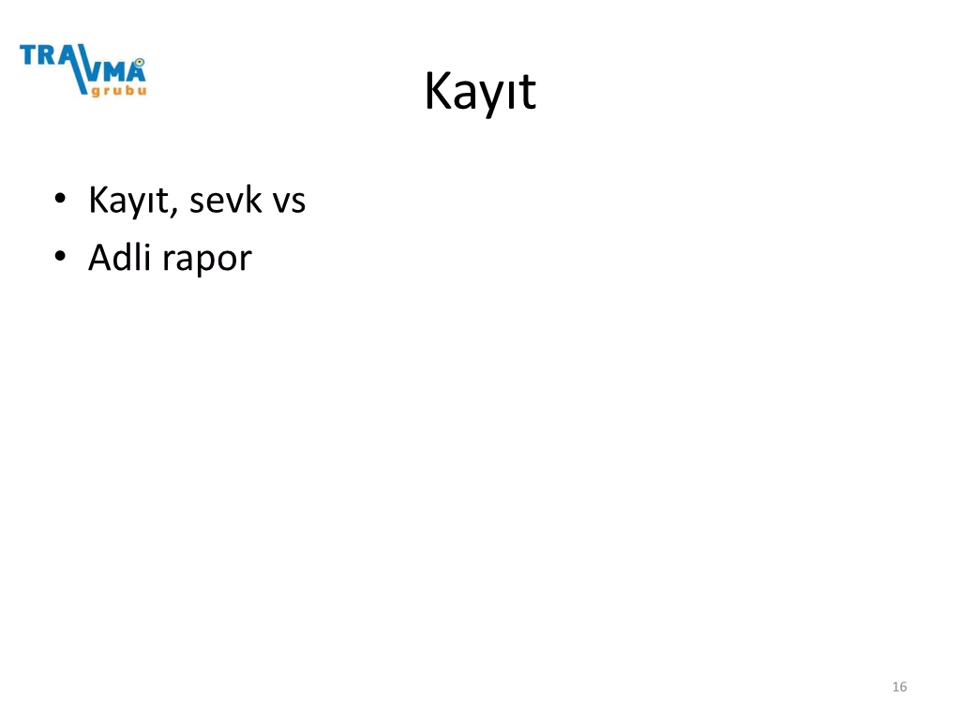 TRAVMA
grubu
Kayıt
• Kayıt, sevk vs
• Adli rapor
16